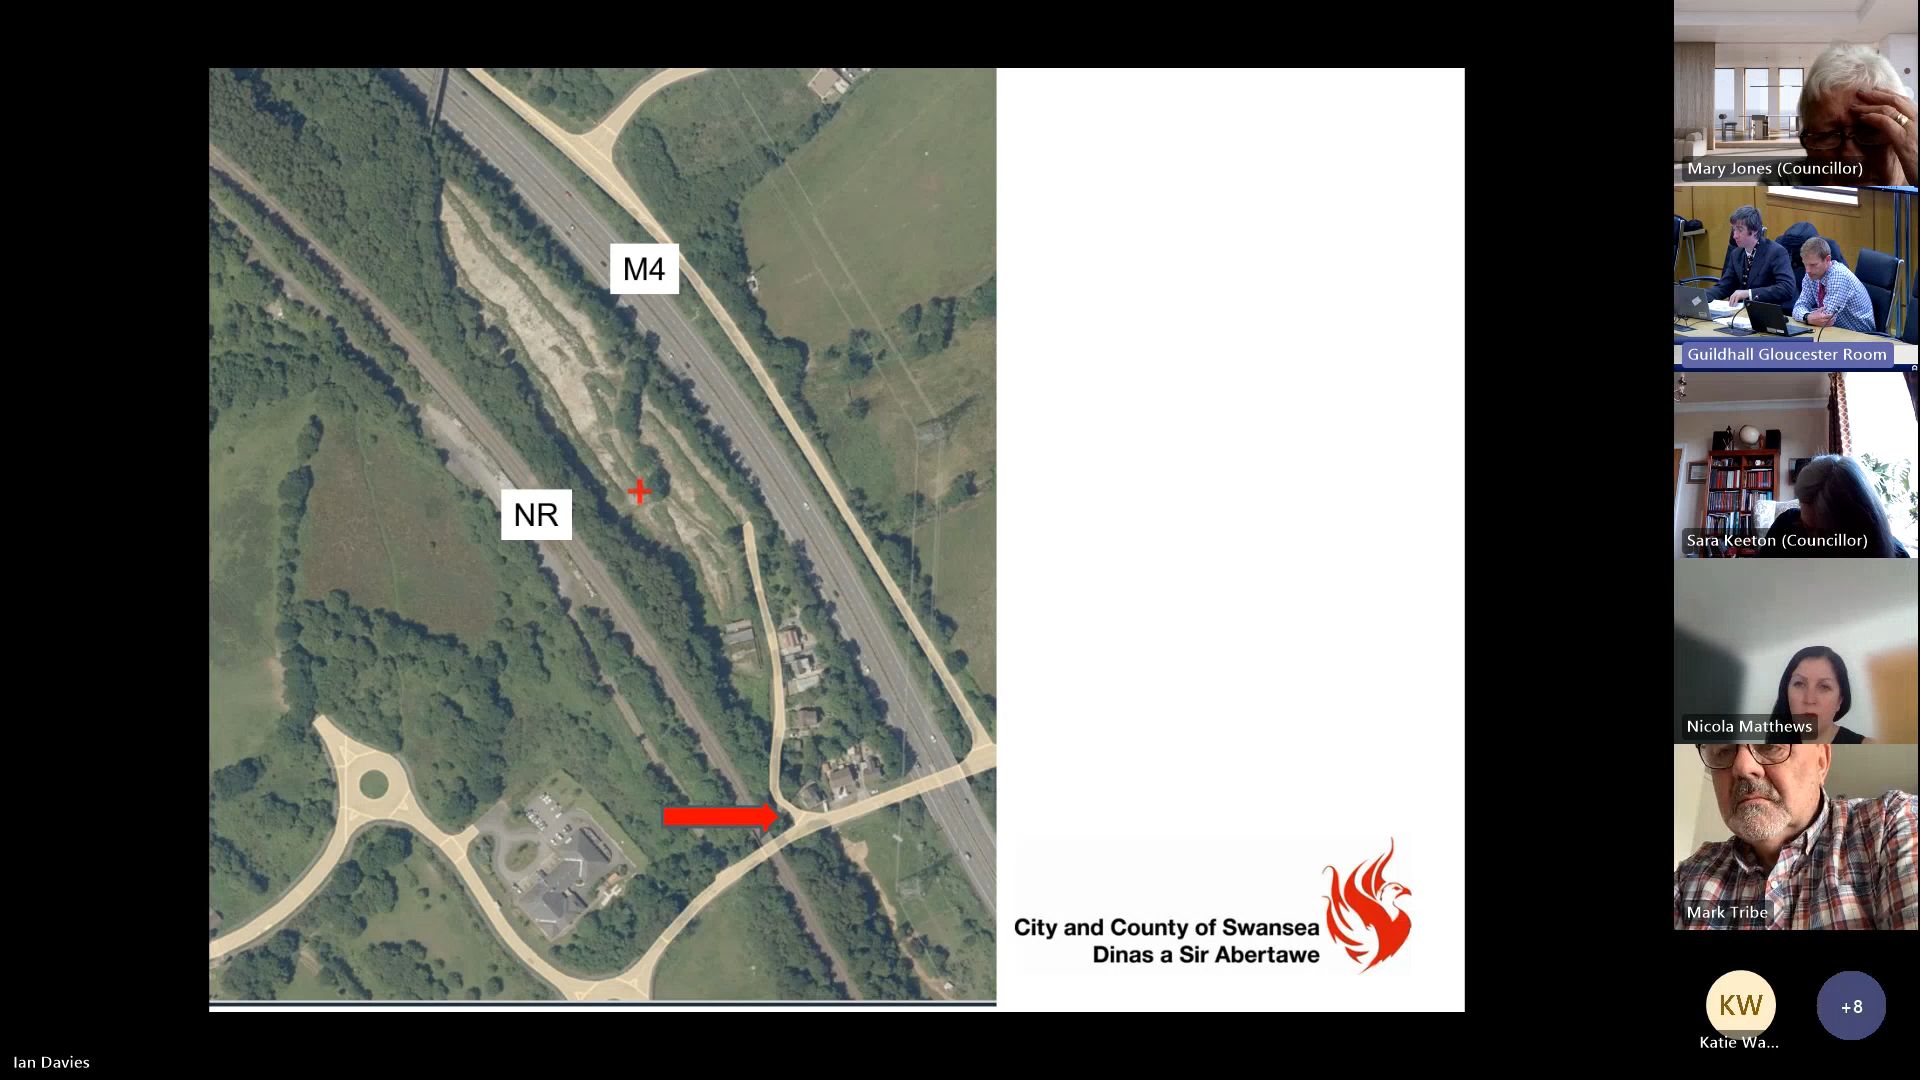 M4
NR
City and County of Swansea
Dinas a Sir Abertawe
Mary Jones (Councillor)
Guildhall Gloucester Room
Sara Keeton (Councillor)
Nicola Matthews
Mark Tribe
KW
+8
Katie Wa...
Ian Davies